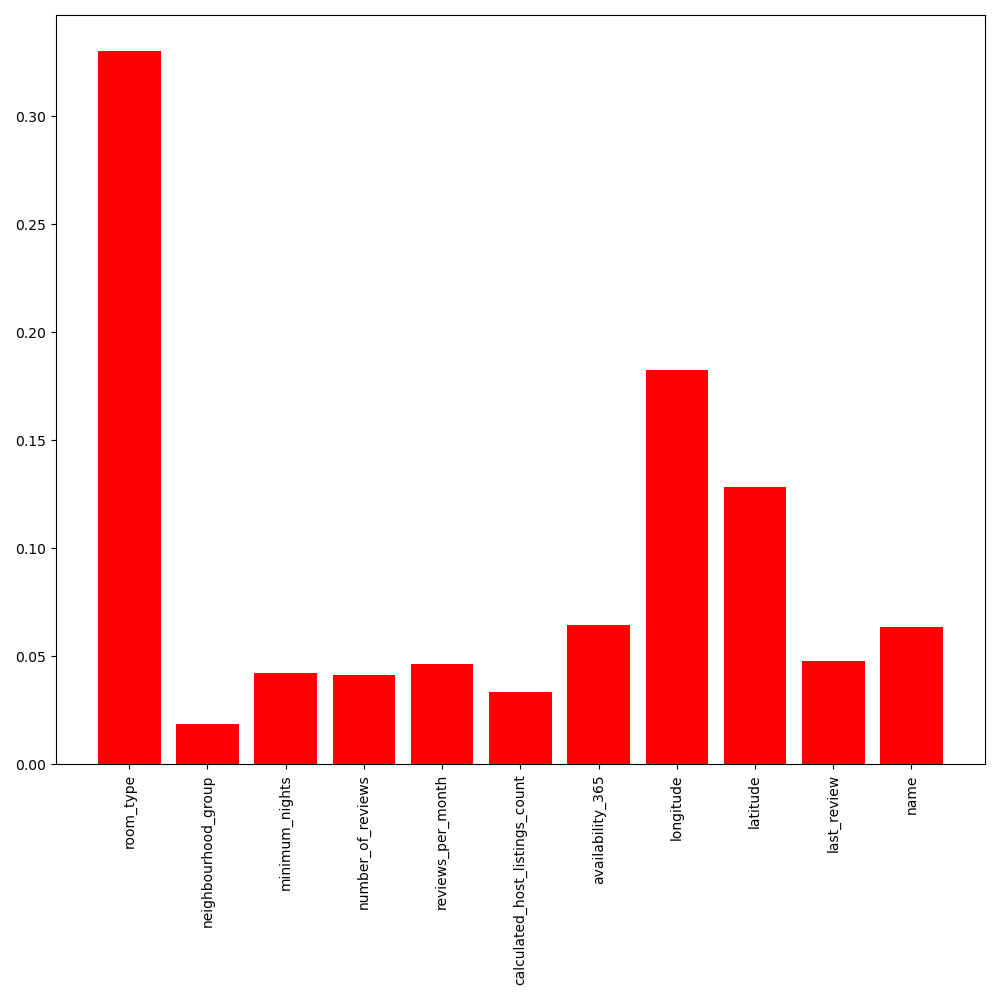 0.30
0.25
0.20
0.15
0.10
0.05
0.00
room_type
neighbourhood_group
minimum_nights
number_of_reviews
reviews_per_month
calculated_host_listings_count
availability_365
longitude
latitude
last_review
name